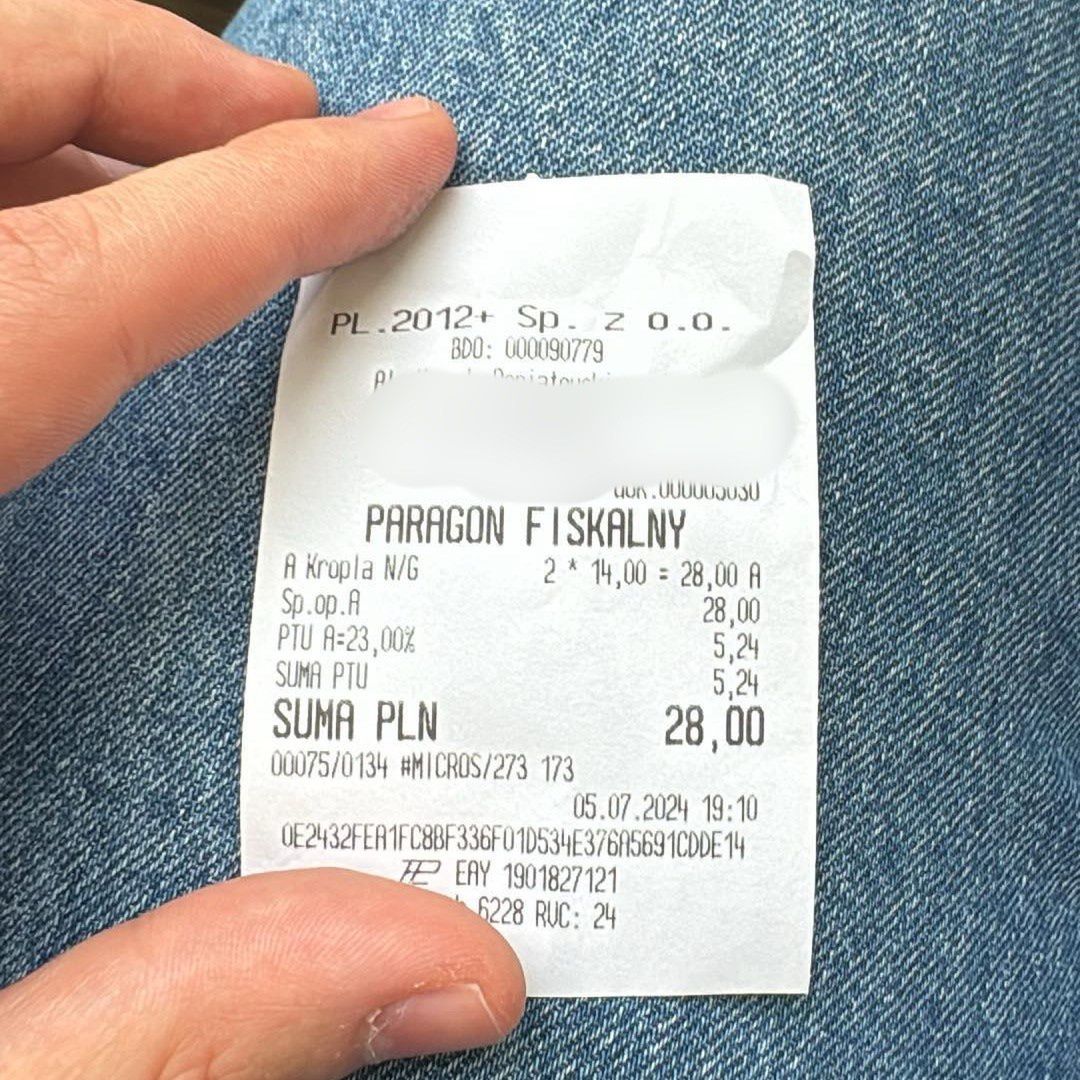 PL.2012+ Sp. z o.o.
BDO: 000090779
PARAGON FISKALNY
A Kropla N/G 2 * 14,00 = 28,00 A
Sp.op.A 28,00
PTU A=23,00% 5,24
SUMA PTU 5,24
SUMA PLN 28,00
00075/0134 #MICROS/273 173
05.07.2024 19:10
0E2432FEA1FC8BF336F01D534E376A5691CDDE14
EAY 1901827121
6228 RVC: 24